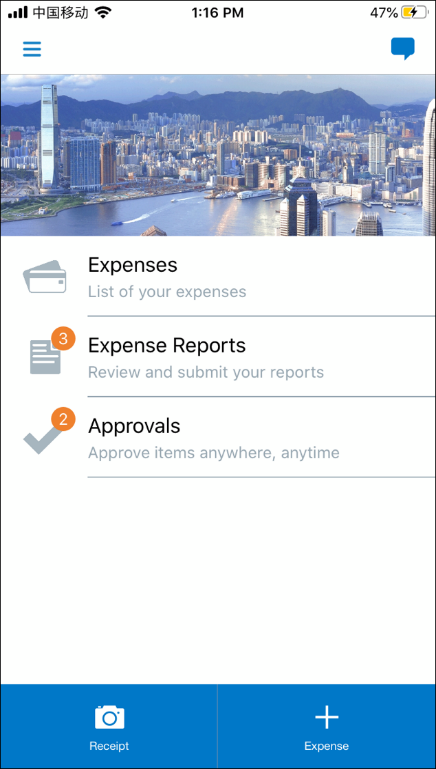 中国移动 1:16 PM 47%
Expenses
List of your expenses
3
Expense Reports
Review and submit your reports
2
Approvals
Approve items anywhere, anytime
Receipt Expense